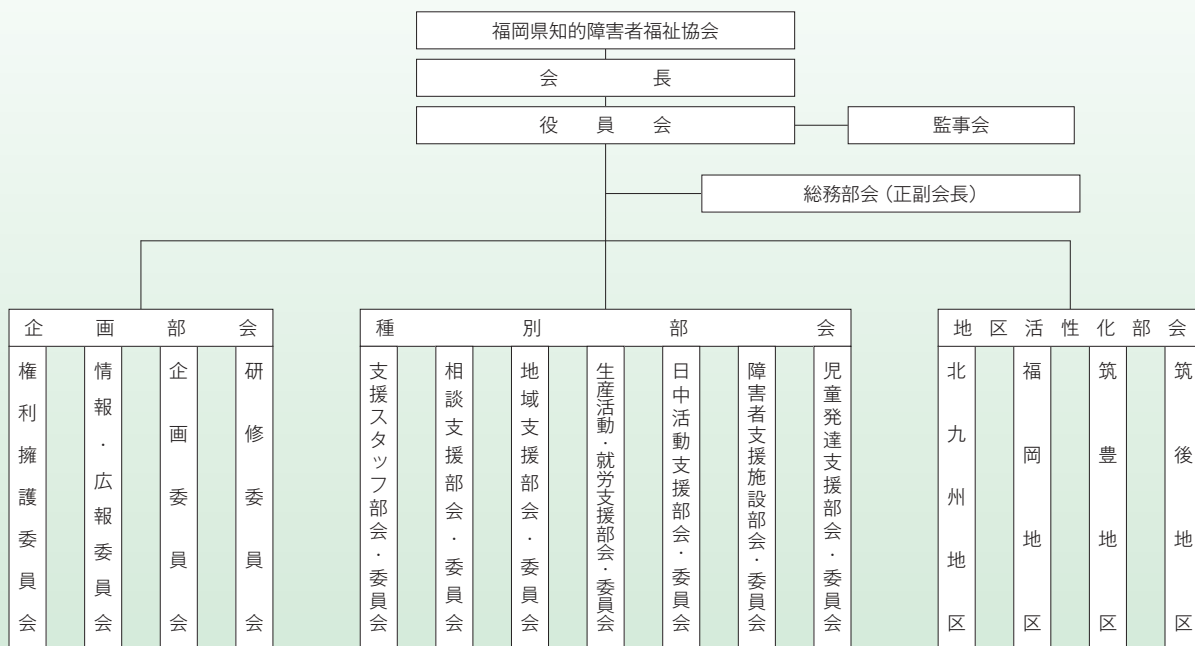 福岡県知的障害者福祉協会
会長
役員会
監事会
総務部会（正副会長）
企画部会
権利擁護委員会
情報・広報委員会
企画委員会
研修委員会
種別部会
支援スタッフ部会・委員会
相談支援部会・委員会
地域支援部会・委員会
生産活動・就労支援部会・委員会
日中活動支援部会・委員会
障害者支援施設部会・委員会
児童発達支援部会・委員会
地区活性化部会
北九州地区
福岡地区
筑豊地区
筑後地区